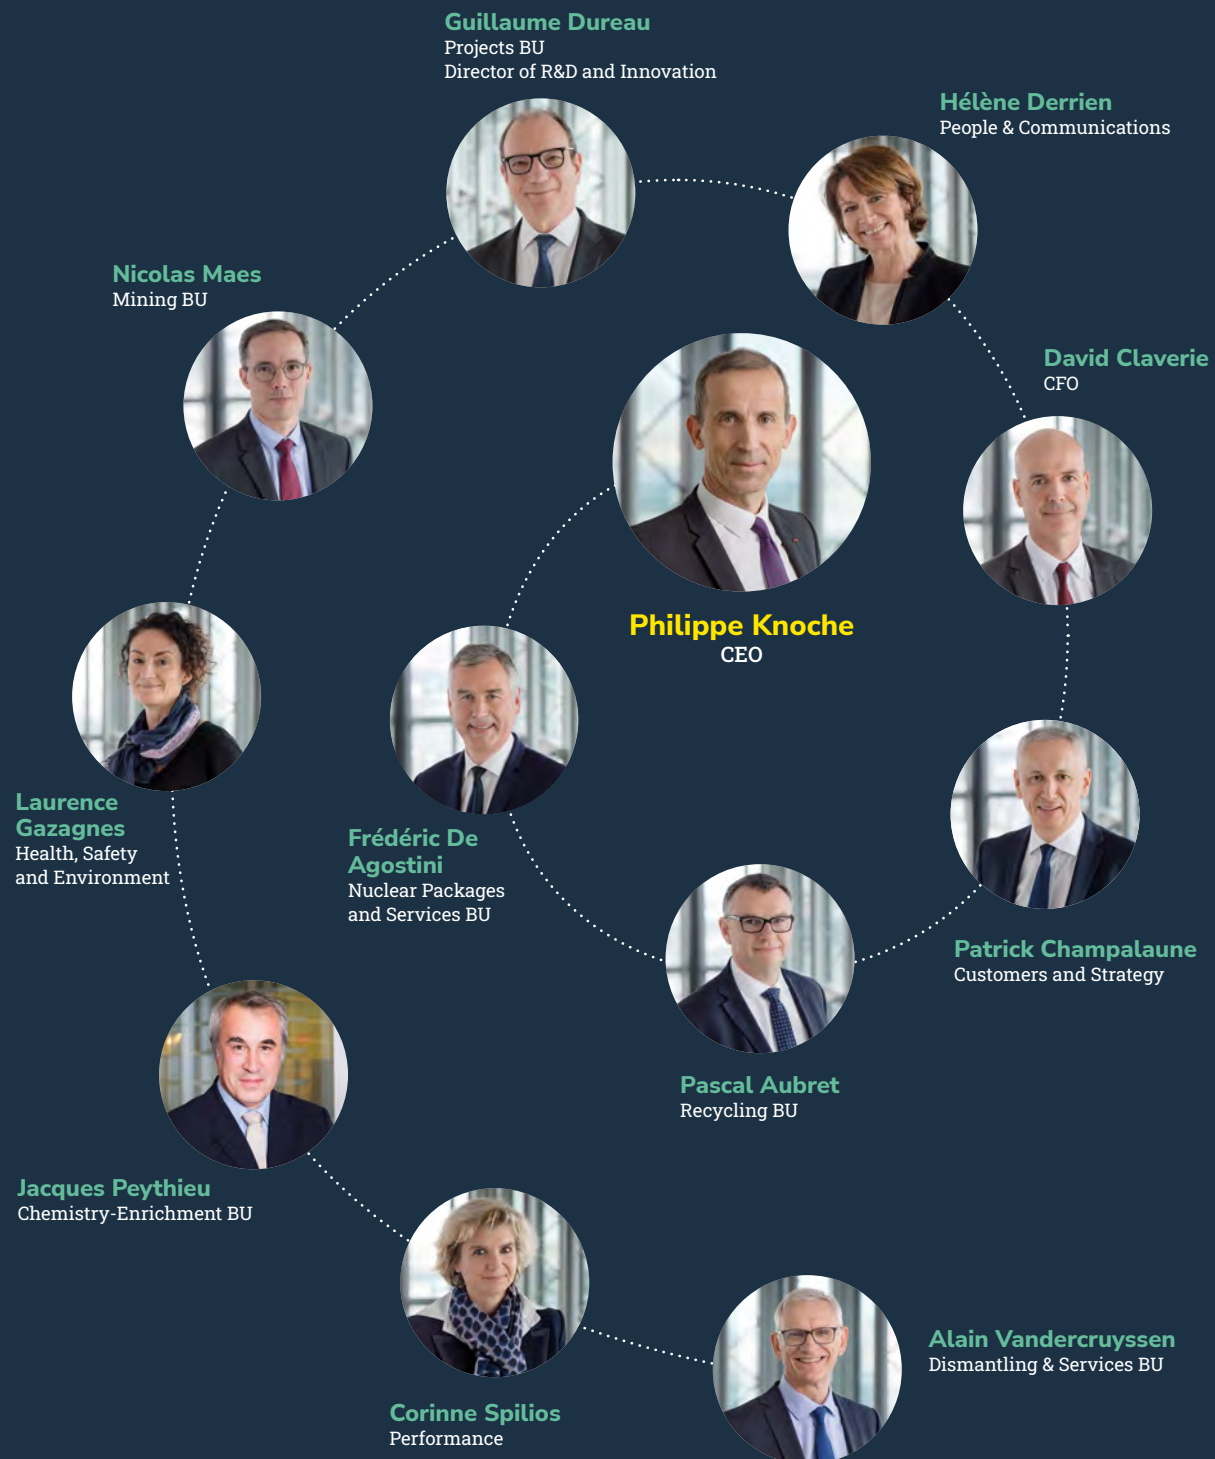 Guillaume Dureau
Projects BU
Director of R&D and Innovation
Hélène Derrien
People & Communications
Nicolas Maes
Mining BU
David Claverie
CFO
Philippe Knoche
CEO
Laurence
Gazagnes
Health, Safety
and Environment
Frédéric De
Agostini
Nuclear Packages
and Services BU
Patrick Champalaune
Customers and Strategy
Pascal Aubret
Recycling BU
Jacques Peythieu
Chemistry-Enrichment BU
Alain Vandercruyssen
Dismantling & Services BU
Corinne Spilios
Performance